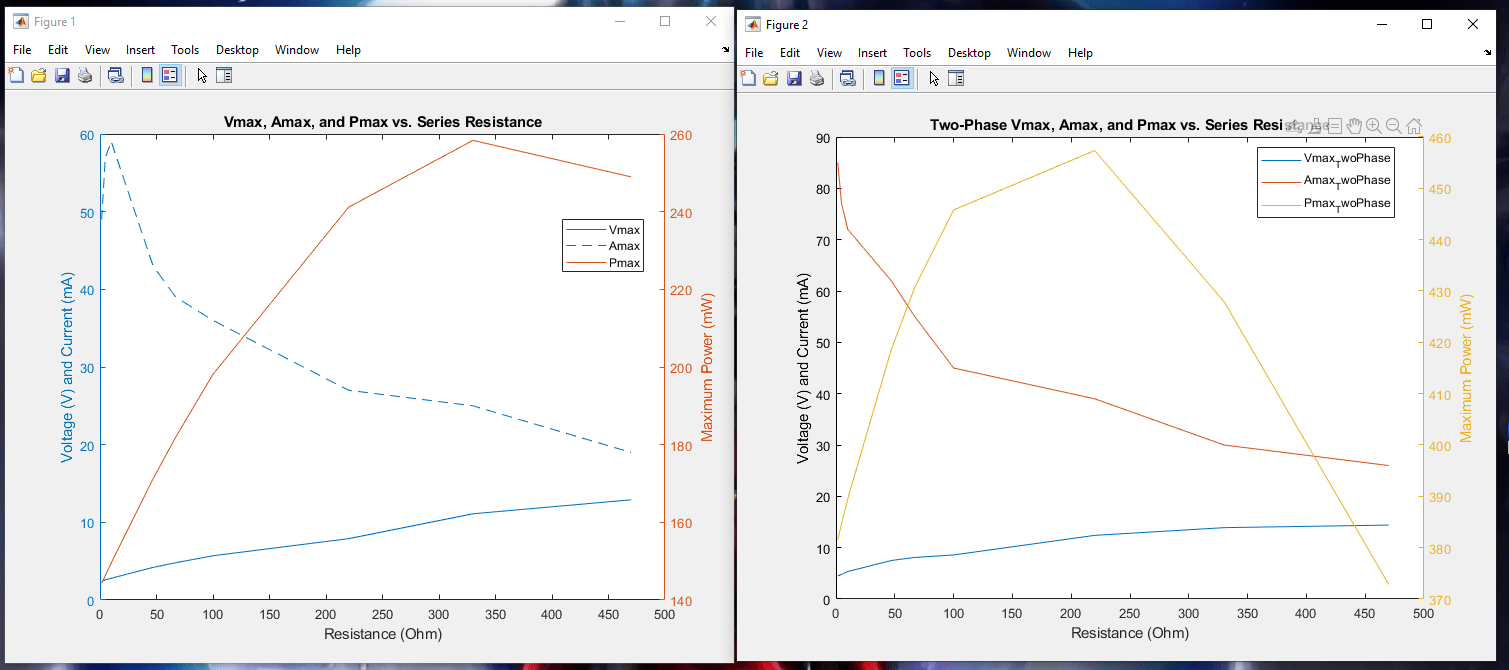 Figure 1
File Edit View Insert Tools Desktop Window Help
Vmax, Amax, and Pmax vs. Series Resistance
60
50
40
30
20
10
0
Voltage (V) and Current (mA)
260
240
220
200
180
160
140
Maximum Power (mW)
Vmax
Amax
Pmax
0 50 100 150 200 250 300 350 400 450 500
Resistance (Ohm)
Figure 2
File Edit View Insert Tools Desktop Window Help
Two-Phase Vmax, Amax, and Pmax vs. Series Resistance
90
80
70
60
50
40
30
20
10
0
Voltage (V) and Current (mA)
460
450
440
430
420
410
400
390
380
370
Maximum Power (mW)
Vmax_TwoPhase
Amax_TwoPhase
Pmax_TwoPhase
0 50 100 150 200 250 300 350 400 450 500
Resistance (Ohm)